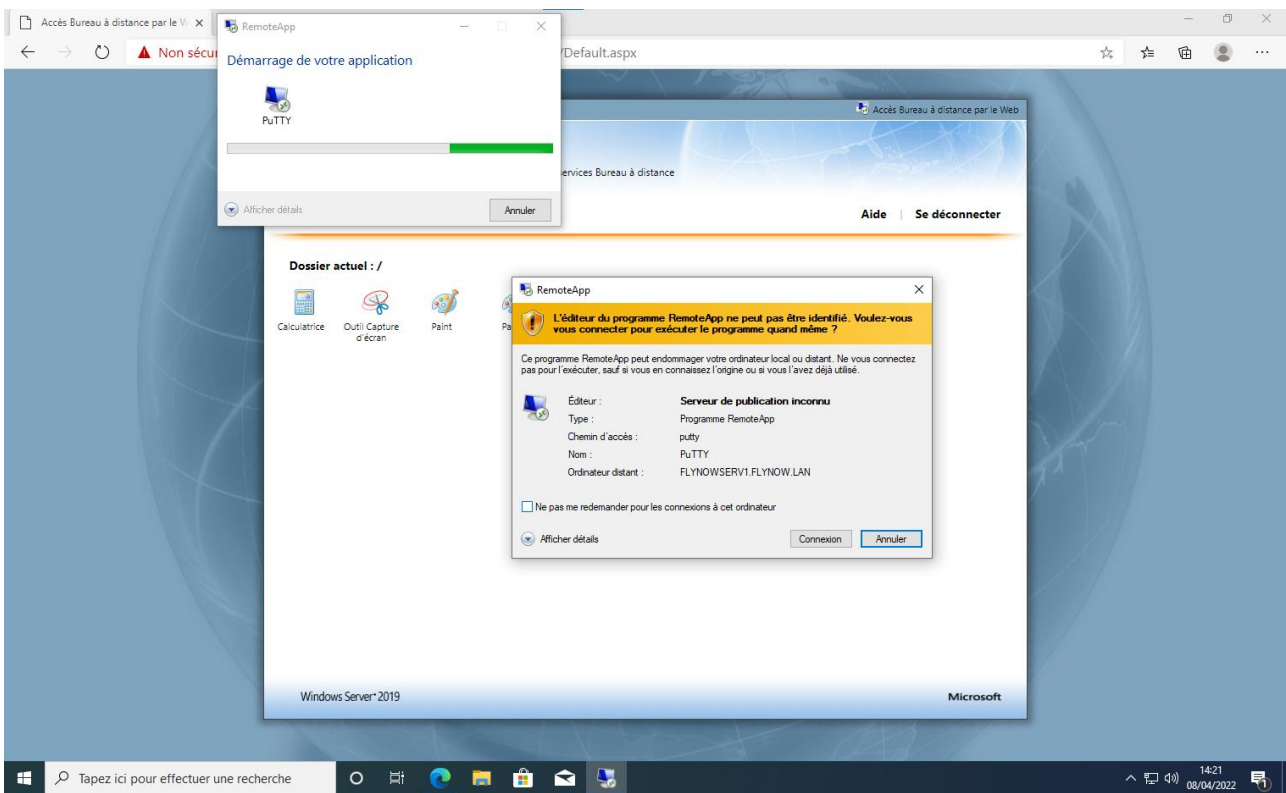 Accès Bureau à distance par le W
RemoteApp
Non sécur
/Default.aspx
Démarrage de votre application
PuTTY
Accès Bureau à distance par le Web
ervices Bureau à distance
Afficher détails
Annuler
Aide | Se déconnecter
Dossier actuel : /
Calculatrice
Outil Capture
d'écran
Paint
Pa
RemoteApp
L'éditeur du programme RemoteApp ne peut pas être identifié. Voulez-vous
vous connecter pour exécuter le programme quand même ?
Ce programme RemoteApp peut endommager votre ordinateur local ou distant. Ne vous connectez
pas pour l'exécuter, sauf si vous en connaissez l'origine ou si vous l'avez déjà utilisé.
Éditeur : Serveur de publication inconnu
Type : Programme RemoteApp
Chemin d'accès : putty
Nom : PuTTY
Ordinateur distant : FLYNOWSERV1.FLYNOW.LAN
Ne pas me redemander pour les connexions à cet ordinateur
Afficher détails
Connexion
Annuler
Windows Server 2019
Microsoft
Tapez ici pour effectuer une recherche
14:21
08/04/2022
1